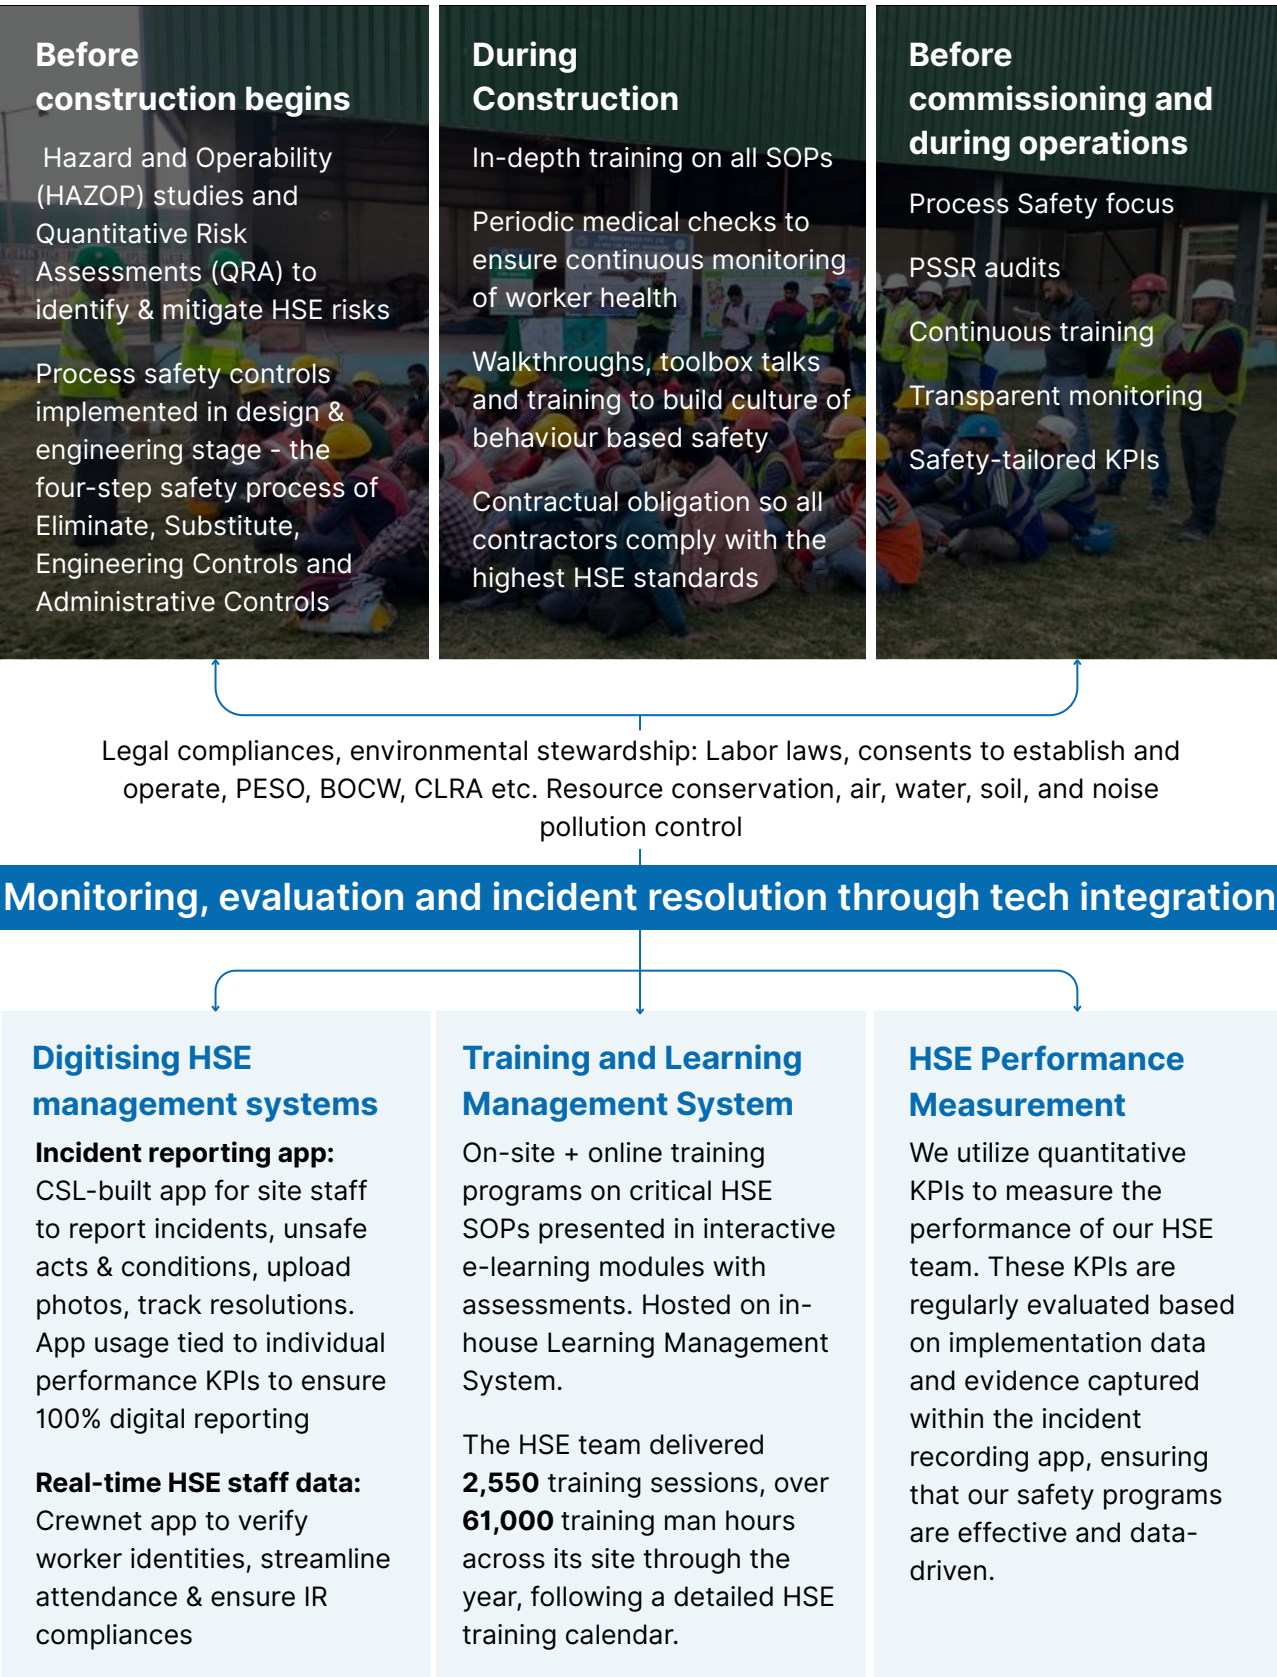 Before
construction begins
Hazard and Operability
(HAZOP) studies and
Quantitative Risk
Assessments (QRA) to
identify & mitigate HSE risks
Process safety controls
implemented in design &
engineering stage - the
four-step safety process of
Eliminate, Substitute,
Engineering Controls and
Administrative Controls
During
Construction
In-depth training on all SOPs
Periodic medical checks to
ensure continuous monitoring
of worker health
Walkthroughs, toolbox talks
and training to build culture of
behaviour based safety
Contractual obligation so all
contractors comply with the
highest HSE standards
Before
commissioning and
during operations
Process Safety focus
PSSR audits
Continuous training
Transparent monitoring
Safety-tailored KPIs
Legal compliances, environmental stewardship: Labor laws, consents to establish and
operate, PESO, BOCW, CLRA etc. Resource conservation, air, water, soil, and noise
pollution control
Monitoring, evaluation and incident resolution through tech integration
Digitising HSE
management systems
Incident reporting app:
CSL-built app for site staff
to report incidents, unsafe
acts & conditions, upload
photos, track resolutions.
App usage tied to individual
performance KPIs to ensure
100% digital reporting
Real-time HSE staff data:
Crewnet app to verify
worker identities, streamline
attendance & ensure IR
compliances
Training and Learning
Management System
On-site + online training
programs on critical HSE
SOPs presented in interactive
e-learning modules with
assessments. Hosted on in-
house Learning Management
System.
The HSE team delivered
2,550 training sessions, over
61,000 training man hours
across its site through the
year, following a detailed HSE
training calendar.
HSE Performance
Measurement
We utilize quantitative
KPIs to measure the
performance of our HSE
team. These KPIs are
regularly evaluated based
on implementation data
and evidence captured
within the incident
recording app, ensuring
that our safety programs
are effective and data-
driven.